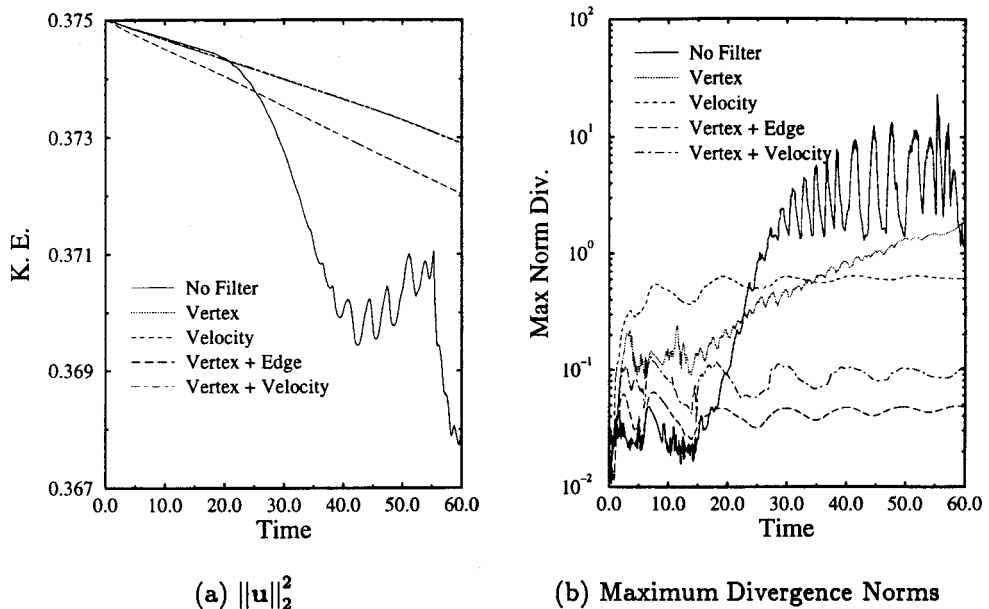 0.375
0.373
0.371
0.369
0.367
K. E.
No Filter
Vertex
Velocity
Vertex + Edge
Vertex + Velocity
0.0 10.0 20.0 30.0 40.0 50.0 60.0
Time
(a) ||u||₂²
10²
10¹
10⁰
10⁻¹
10⁻²
Max Norm Div.
No Filter
Vertex
Velocity
Vertex + Edge
Vertex + Velocity
0.0 10.0 20.0 30.0 40.0 50.0 60.0
Time
(b) Maximum Divergence Norms